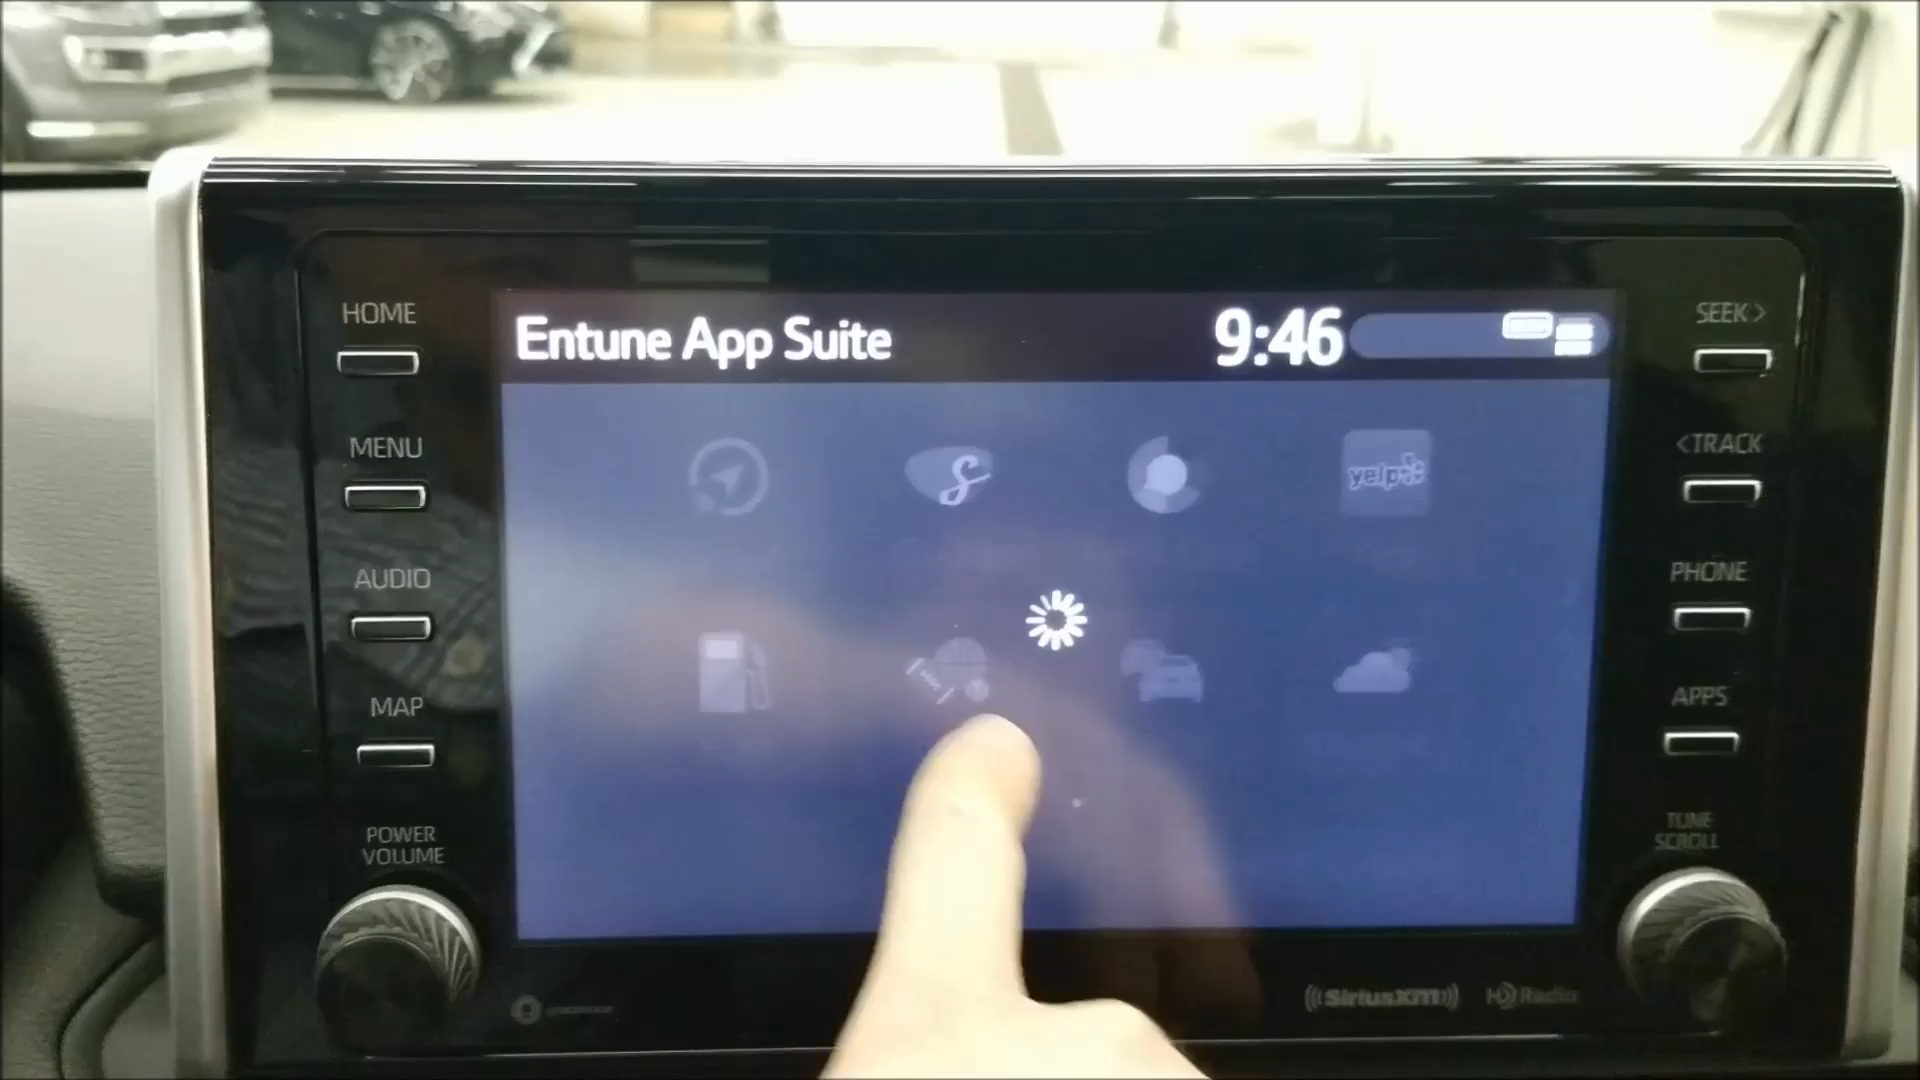 HOME
MENU
AUDIO
MAP
POWER
VOLUME
Entune App Suite
9:46
yelp
SEEK>
<TRACK
PHONE
APPS
TUNE
SCROLL
((SiriusXM))
HD Radio